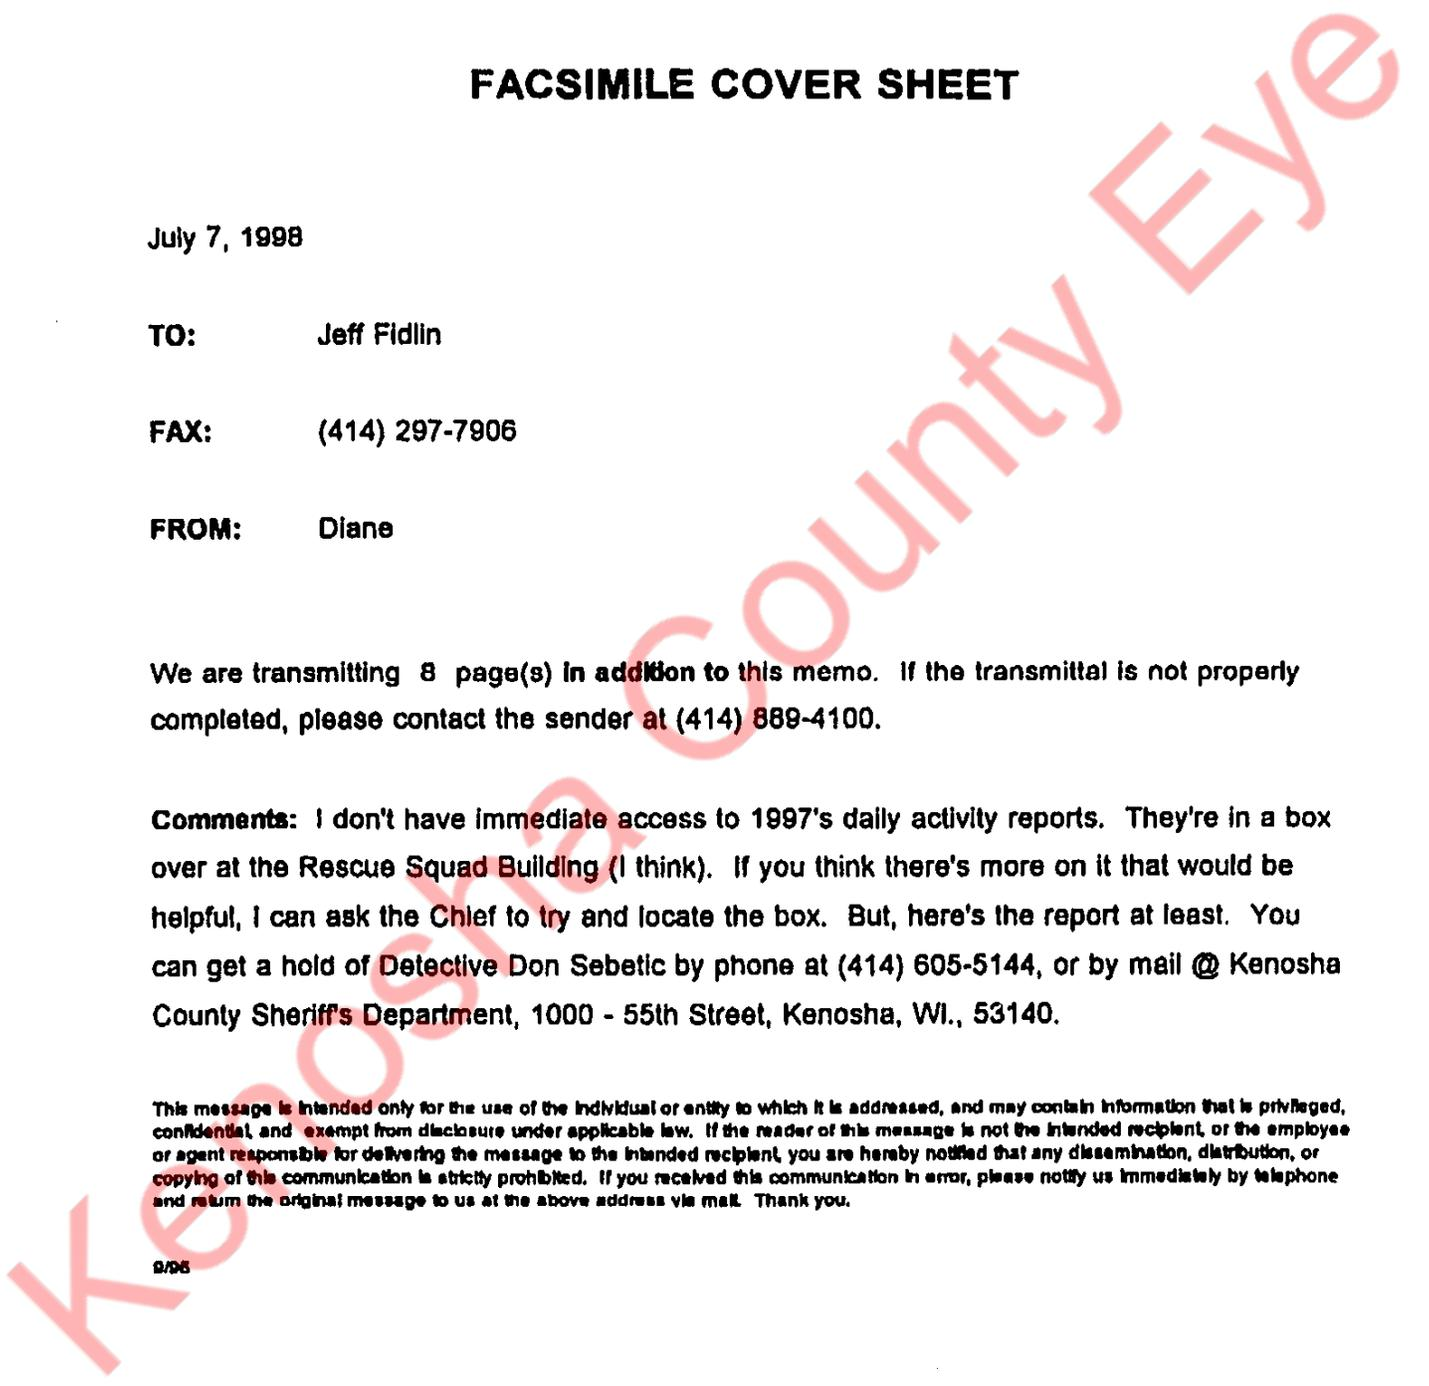 FACSIMILE COVER SHEET
July 7, 1998
TO: Jeff Fidlin
FAX: (414) 297-7906
FROM: Diane
We are transmitting 8 page(s) in addition to this memo. If the transmittal is not properly
completed, please contact the sender at (414) 889-4100.
Comments: I don't have immediate access to 1997's daily activity reports. They're in a box
over at the Rescue Squad Building (I think). If you think there's more on it that would be
helpful, I can ask the Chief to try and locate the box. But, here's the report at least. You
can get a hold of Detective Don Sebetic by phone at (414) 605-5144, or by mail @ Kenosha
County Sheriff's Department, 1000 - 55th Street, Kenosha, WI., 53140.
This message is intended only for the use of the individual or entity to which it is addressed, and may contain information that is privileged,
confidential, and exempt from disclosure under applicable law. If the reader of this message is not the intended recipient, or the employee
or agent responsible for delivering the message to the intended recipient, you are hereby notified that any dissemination, distribution, or
copying of this communication is strictly prohibited. If you received this communication in error, please notify us immediately by telephone
and return the original message to us at the above address via mail. Thank you.
Kenosha County Eye